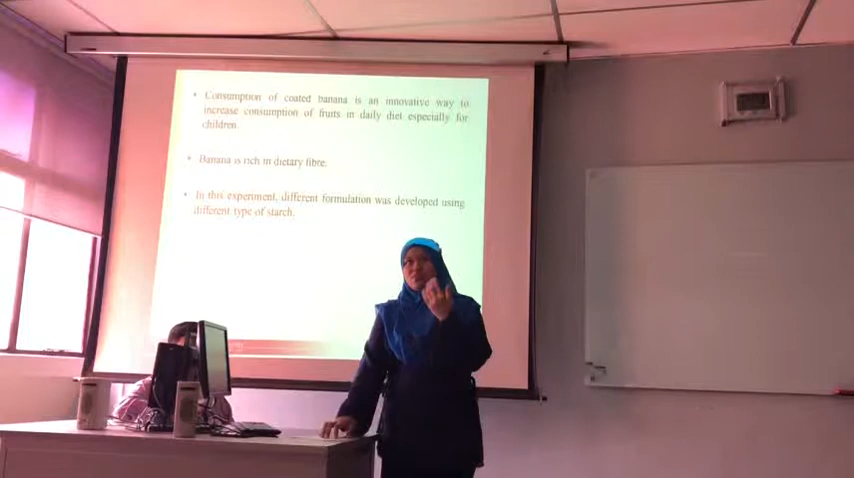 • Consumption of coated banana is an innovative way to
increase consumption of fruits in daily diet especially for
children.
• Banana is rich in dietary fibre.
• In this experiment, different formulation was developed using
different type of starch.